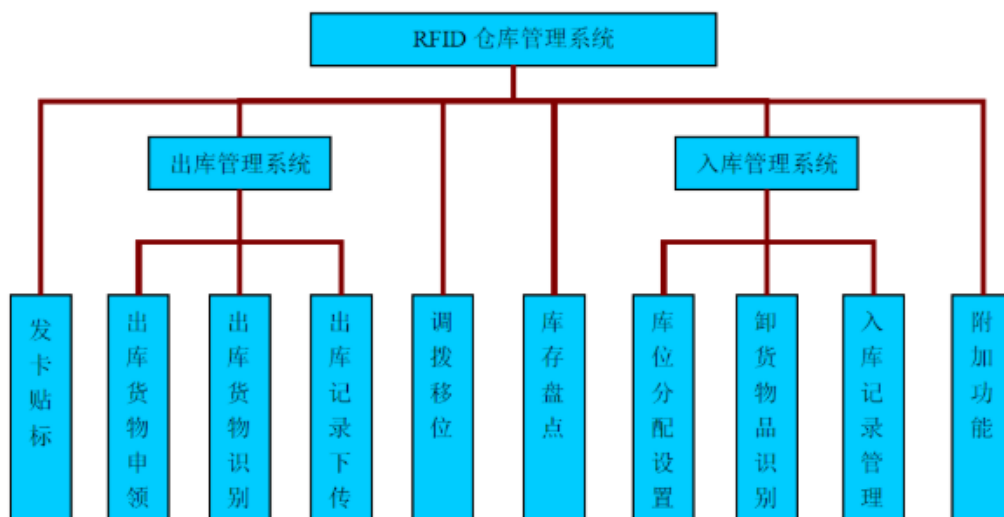 RFID 仓库管理系统
出库管理系统
入库管理系统
发卡贴标
出库货物申领
出库货物识别
出库记录下传
调拨移位
库存盘点
库位分配设置
卸货物品识别
入库记录管理
附加功能